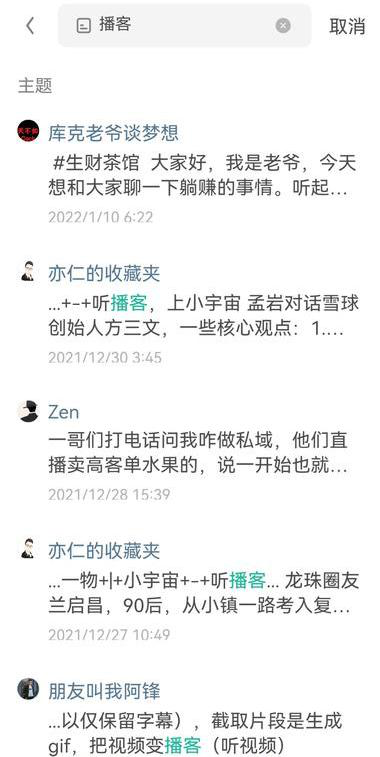 播客
取消
主题
库克老爷谈梦想
#生财茶馆 大家好，我是老爷，今天
想和大家聊一下躺赚的事情。听起...
2022/1/10 6:22
亦仁的收藏夹
...+-+听播客，上小宇宙 孟岩对话雪球
创始人方三文，一些核心观点：1....
2021/12/30 3:45
Zen
一哥们打电话问我咋做私域，他们直
播卖高客单水果的，说一开始也就...
2021/12/28 15:39
亦仁的收藏夹
...一物+|+小宇宙+-+听播客... 龙珠圈友
兰启昌，90后，从小镇一路考入复...
2021/12/27 10:49
朋友叫我阿锋
...以仅保留字幕），截取片段是生成
gif，把视频变播客（听视频）